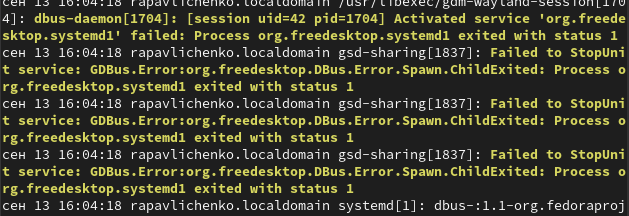 сен 13 16:04:18 rapavlichenko.localdomain /usr/libexec/gdm-wayland-session[170
4]: dbus-daemon[1704]: [session uid=42 pid=1704] Activated service 'org.freede
sktop.systemd1' failed: Process org.freedesktop.systemd1 exited with status 1
сен 13 16:04:18 rapavlichenko.localdomain gsd-sharing[1837]: Failed to StopUni
t service: GDBus.Error:org.freedesktop.DBus.Error.Spawn.ChildExited: Process o
rg.freedesktop.systemd1 exited with status 1
сен 13 16:04:18 rapavlichenko.localdomain gsd-sharing[1837]: Failed to StopUni
t service: GDBus.Error:org.freedesktop.DBus.Error.Spawn.ChildExited: Process o
rg.freedesktop.systemd1 exited with status 1
сен 13 16:04:18 rapavlichenko.localdomain gsd-sharing[1837]: Failed to StopUni
t service: GDBus.Error:org.freedesktop.DBus.Error.Spawn.ChildExited: Process o
rg.freedesktop.systemd1 exited with status 1
сен 13 16:04:18 rapavlichenko.localdomain systemd[1]: dbus-:1.1-org.fedoraproj